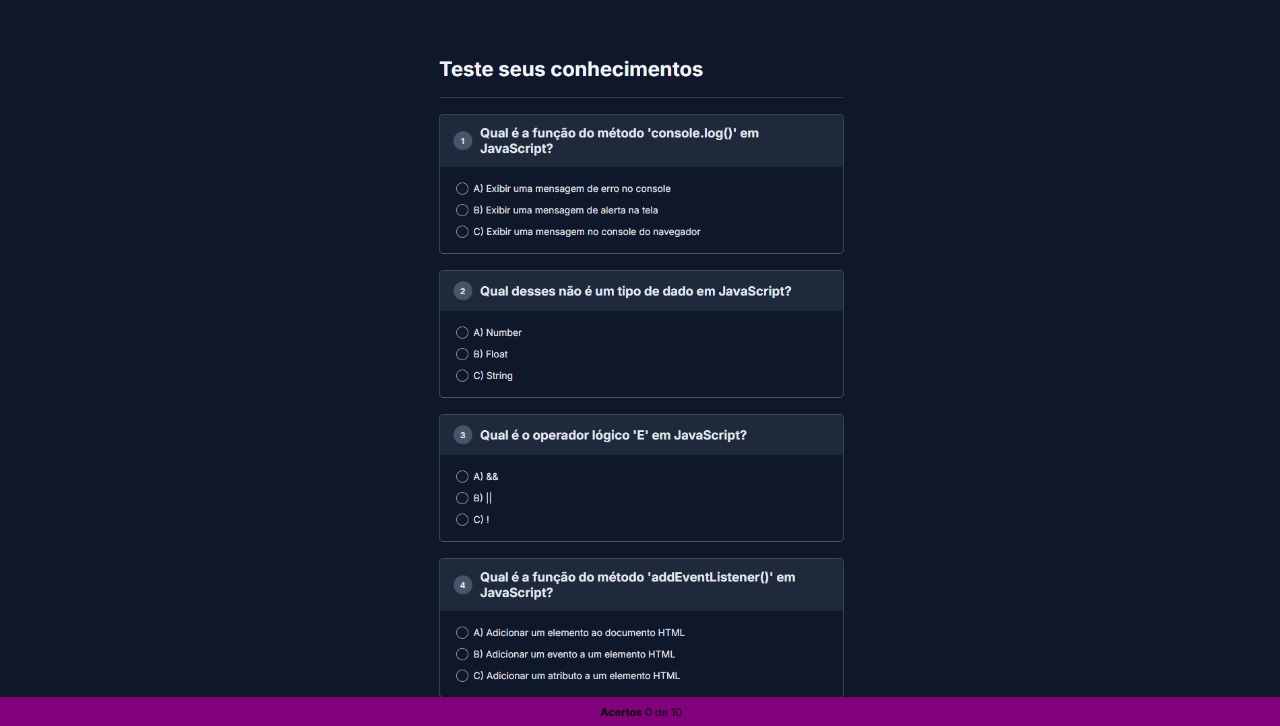 Teste seus conhecimentos
1
Qual é a função do método 'console.log()' em
JavaScript?
A) Exibir uma mensagem de erro no console
B) Exibir uma mensagem de alerta na tela
C) Exibir uma mensagem no console do navegador
2
Qual desses não é um tipo de dado em JavaScript?
A) Number
B) Float
C) String
3
Qual é o operador lógico 'E' em JavaScript?
A) &&
B) ||
C) !
4
Qual é a função do método 'addEventListener()' em
JavaScript?
A) Adicionar um elemento ao documento HTML
B) Adicionar um evento a um elemento HTML
C) Adicionar um atributo a um elemento HTML
Acertos 0 de 10